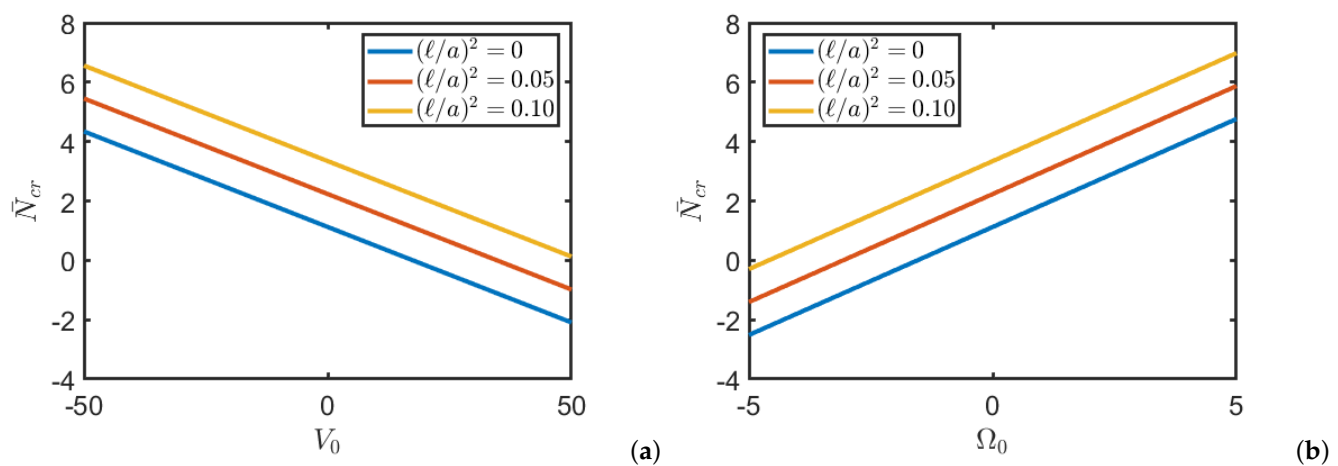 8
6
4
2
0
-2
-4
N̄cr
-50
0
50
V₀
(ℓ/a)² = 0
(ℓ/a)² = 0.05
(ℓ/a)² = 0.10
(a)
8
6
4
2
0
-2
-4
N̄cr
-5
0
5
Ω₀
(ℓ/a)² = 0
(ℓ/a)² = 0.05
(ℓ/a)² = 0.10
(b)